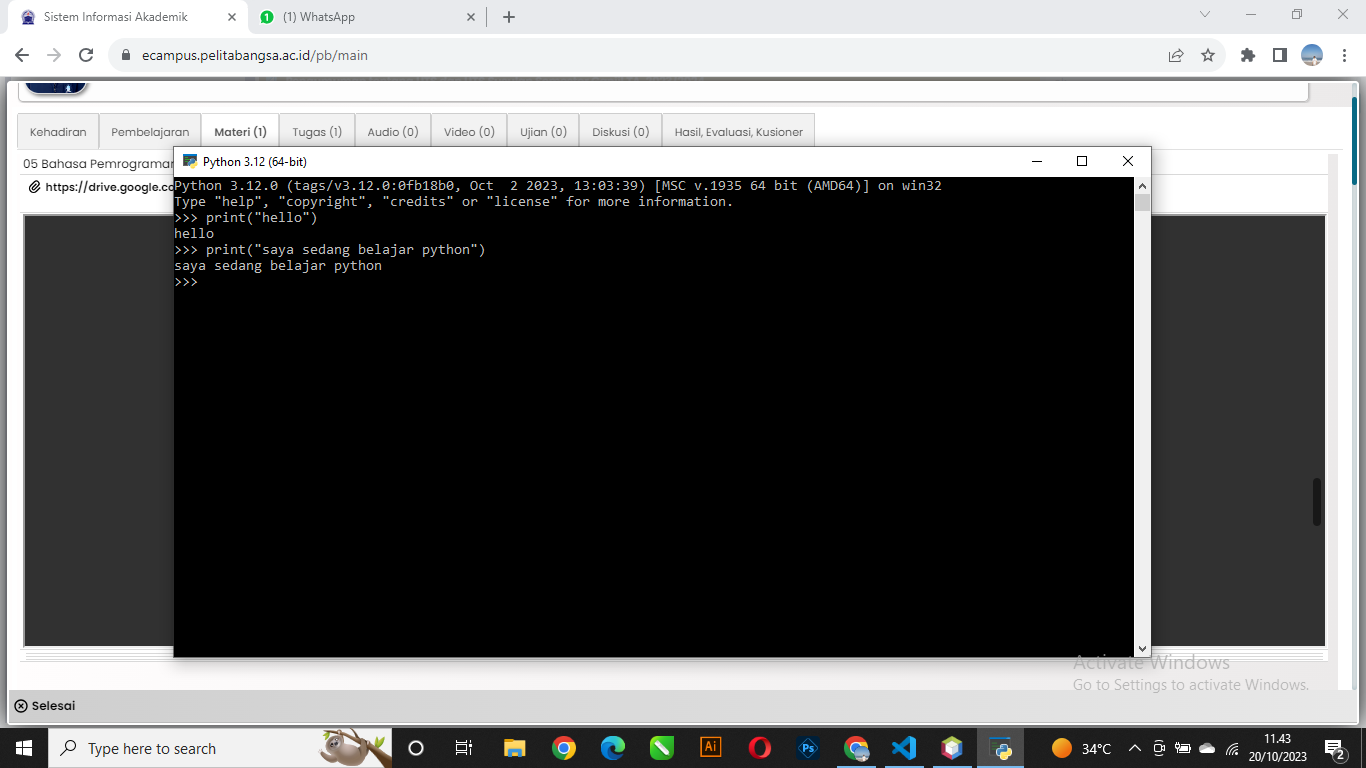 Sistem Informasi Akademik
(1) WhatsApp
ecampus.pelitabangsa.ac.id/pb/main
Kehadiran
Pembelajaran
Materi (1)
Tugas (1)
Audio (0)
Video (0)
Ujian (0)
Diskusi (0)
Hasil, Evaluasi, Kusioner
05 Bahasa Pemrograman
https://drive.google.co
Python 3.12 (64-bit)
Python 3.12.0 (tags/v3.12.0:0fb18b0, Oct  2 2023, 13:03:39) [MSC v.1935 64 bit (AMD64)] on win32
Type "help", "copyright", "credits" or "license" for more information.
>>> print("hello")
hello
>>> print("saya sedang belajar python")
saya sedang belajar python
>>>
Activate Windows
Go to Settings to activate Windows.
Selesai
Type here to search
Ai
Ps
34°C
11.43
20/10/2023
2